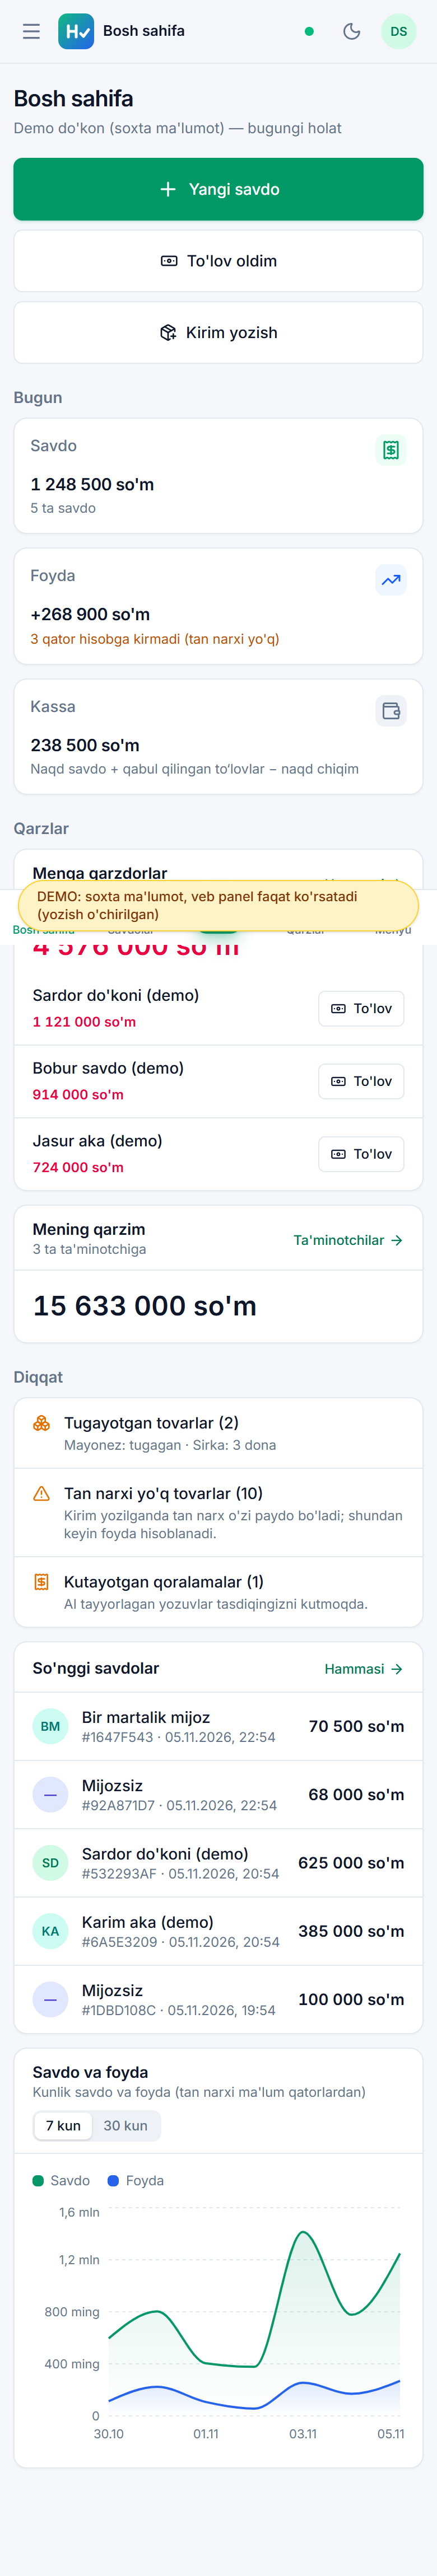 Bosh sahifa
DS
Bosh sahifa
Demo do'kon (soxta ma'lumot) — bugungi holat
Yangi savdo
To'lov oldim
Kirim yozish
Bugun
Savdo
1 248 500 so'm
5 ta savdo
Foyda
+268 900 so'm
3 qator hisobga kirmadi (tan narxi yo'q)
Kassa
238 500 so'm
Naqd savdo + qabul qilingan to'lovlar − naqd chiqim
Qarzlar
Menga qarzdorlar
DEMO: soxta ma'lumot, veb panel faqat ko'rsatadi
(yozish o'chirilgan)
Bosh sahifa Savdolar Qarzlar Menyu
4 576 000 so'm
Sardor do'koni (demo)
1 121 000 so'm
To'lov
Bobur savdo (demo)
914 000 so'm
To'lov
Jasur aka (demo)
724 000 so'm
To'lov
Mening qarzim
3 ta ta'minotchiga
Ta'minotchilar →
15 633 000 so'm
Diqqat
Tugayotgan tovarlar (2)
Mayonez: tugagan · Sirka: 3 dona
Tan narxi yo'q tovarlar (10)
Kirim yozilganda tan narx o'zi paydo bo'ladi; shundan
keyin foyda hisoblanadi.
Kutayotgan qoralamalar (1)
AI tayyorlagan yozuvlar tasdiqingizni kutmoqda.
So'nggi savdolar
Hammasi →
BM
Bir martalik mijoz
#1647F543 · 05.11.2026, 22:54
70 500 so'm
—
Mijozsiz
#92A871D7 · 05.11.2026, 22:54
68 000 so'm
SD
Sardor do'koni (demo)
#532293AF · 05.11.2026, 20:54
625 000 so'm
KA
Karim aka (demo)
#6A5E3209 · 05.11.2026, 20:54
385 000 so'm
—
Mijozsiz
#1DBD108C · 05.11.2026, 19:54
100 000 so'm
Savdo va foyda
Kunlik savdo va foyda (tan narxi ma'lum qatorlardan)
7 kun 30 kun
Savdo Foyda
1,6 mln
1,2 mln
800 ming
400 ming
0
30.10 01.11 03.11 05.11